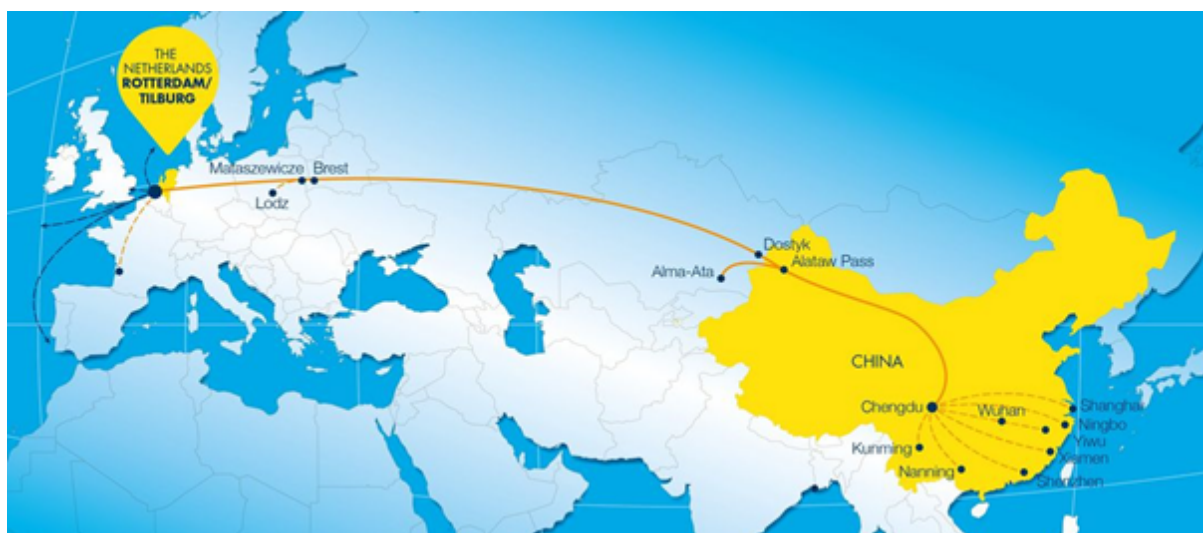 THE
NETHERLANDS
ROTTERDAM/
TILBURG
Mataszewicze
Brest
Lodz
Dostyk
Alataw Pass
Alma-Ata
CHINA
Chengdu
Wuhan
Shanghai
Ningbo
Yiwu
Xiamen
Kunming
Nanning
Shenzhen